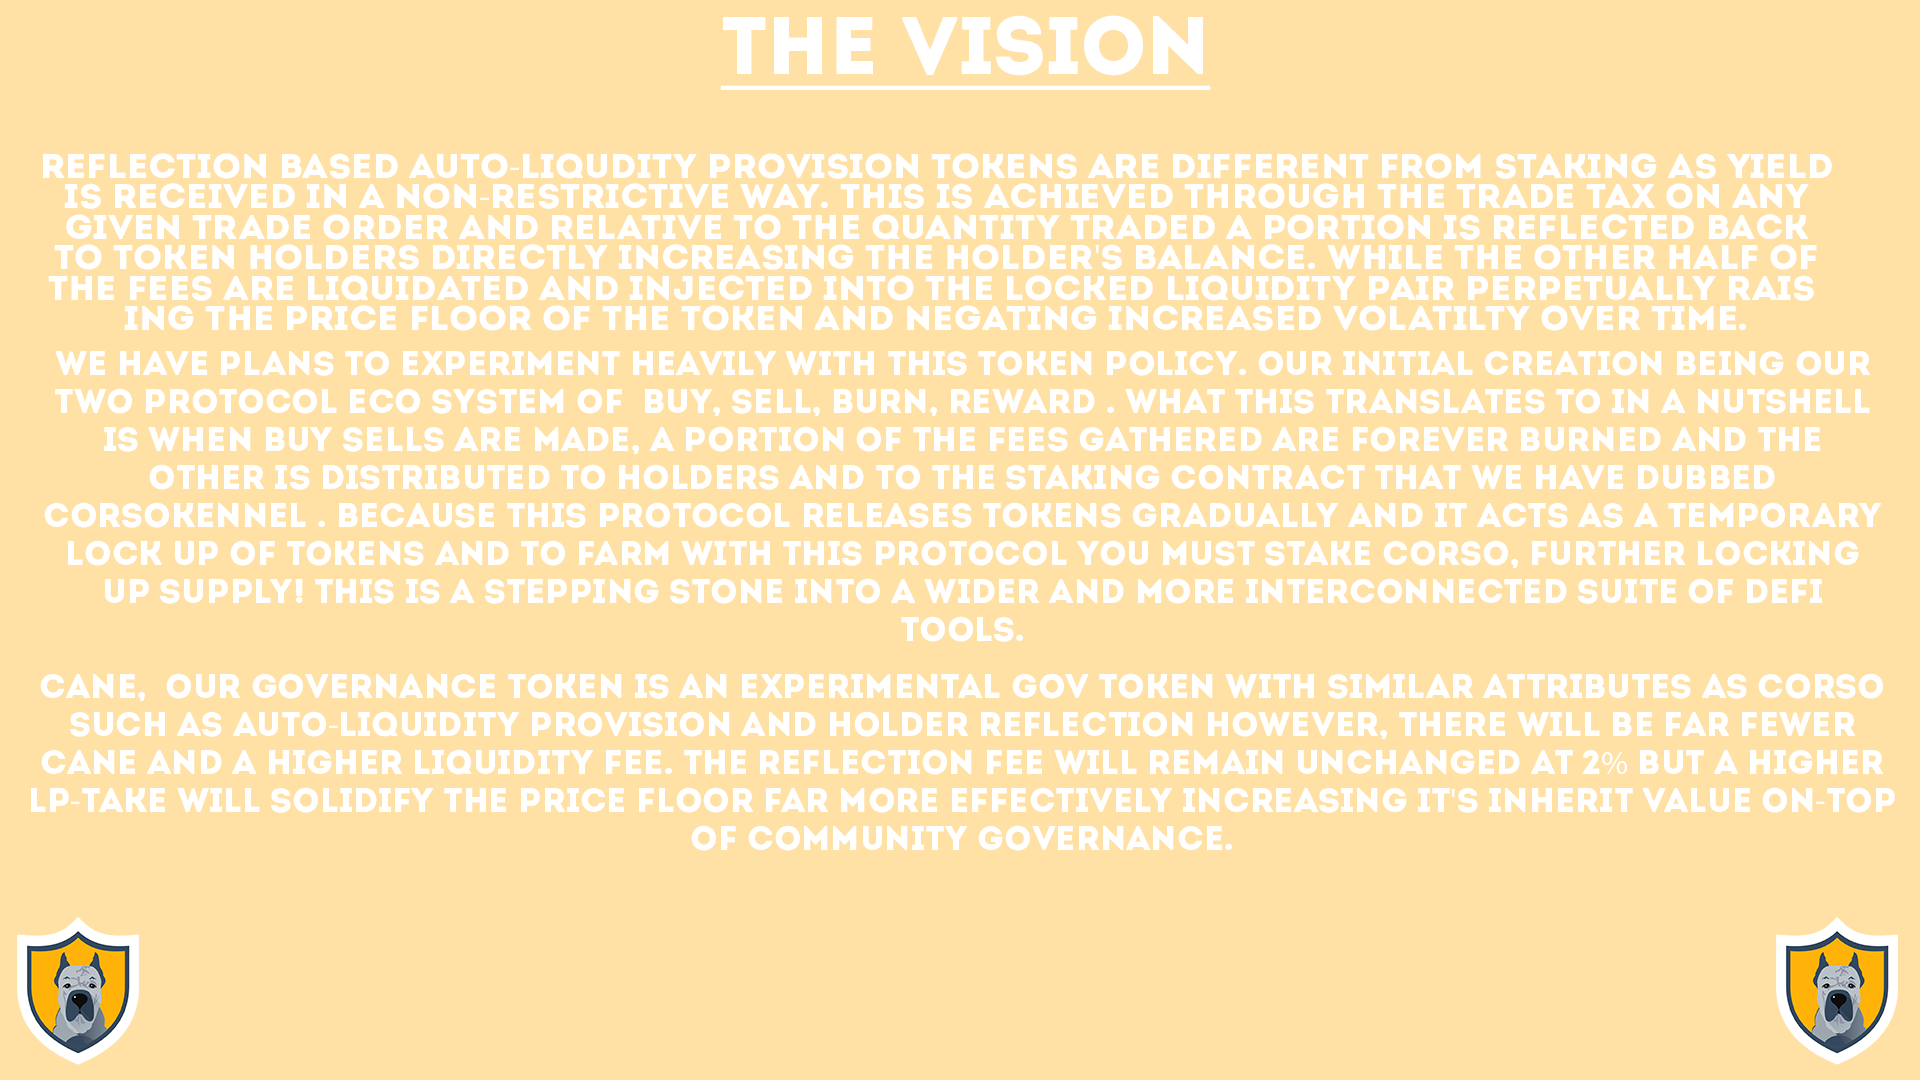 THE VISION
REFLECTION BASED AUTO-LIQUDITY PROVISION TOKENS ARE DIFFERENT FROM STAKING AS YIELD
IS RECEIVED IN A NON-RESTRICTIVE WAY. THIS IS ACHIEVED THROUGH THE TRADE TAX ON ANY
GIVEN TRADE ORDER AND RELATIVE TO THE QUANTITY TRADED A PORTION IS REFLECTED BACK
TO TOKEN HOLDERS DIRECTLY INCREASING THE HOLDER'S BALANCE. WHILE THE OTHER HALF OF
THE FEES ARE LIQUIDATED AND INJECTED INTO THE LOCKED LIQUIDITY PAIR PERPETUALLY RAIS
ING THE PRICE FLOOR OF THE TOKEN AND NEGATING INCREASED VOLATILTY OVER TIME.
WE HAVE PLANS TO EXPERIMENT HEAVILY WITH THIS TOKEN POLICY. OUR INITIAL CREATION BEING OUR
TWO PROTOCOL ECO SYSTEM OF  BUY, SELL, BURN, REWARD . WHAT THIS TRANSLATES TO IN A NUTSHELL
IS WHEN BUY SELLS ARE MADE, A PORTION OF THE FEES GATHERED ARE FOREVER BURNED AND THE
OTHER IS DISTRIBUTED TO HOLDERS AND TO THE STAKING CONTRACT THAT WE HAVE DUBBED
CORSOKENNEL . BECAUSE THIS PROTOCOL RELEASES TOKENS GRADUALLY AND IT ACTS AS A TEMPORARY
LOCK UP OF TOKENS AND TO FARM WITH THIS PROTOCOL YOU MUST STAKE CORSO, FURTHER LOCKING
UP SUPPLY! THIS IS A STEPPING STONE INTO A WIDER AND MORE INTERCONNECTED SUITE OF DEFI
TOOLS.
CANE,  OUR GOVERNANCE TOKEN IS AN EXPERIMENTAL GOV TOKEN WITH SIMILAR ATTRIBUTES AS CORSO
SUCH AS AUTO-LIQUIDITY PROVISION AND HOLDER REFLECTION HOWEVER, THERE WILL BE FAR FEWER
CANE AND A HIGHER LIQUIDITY FEE. THE REFLECTION FEE WILL REMAIN UNCHANGED AT 2% BUT A HIGHER
LP-TAKE WILL SOLIDIFY THE PRICE FLOOR FAR MORE EFFECTIVELY INCREASING IT'S INHERIT VALUE ON-TOP
OF COMMUNITY GOVERNANCE.